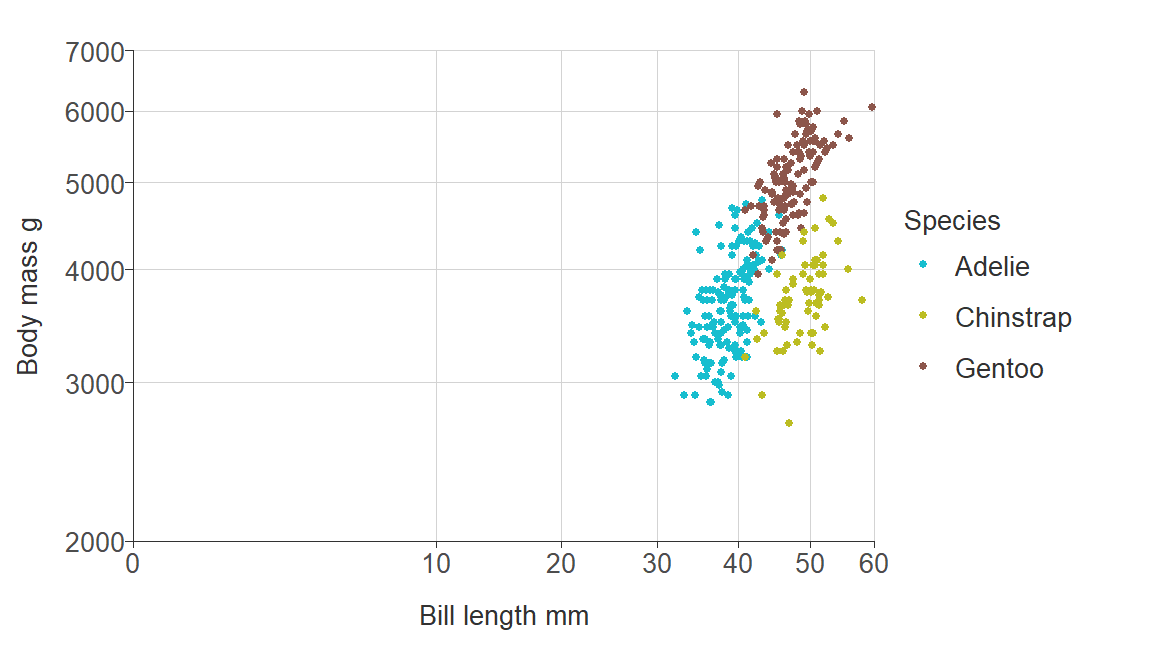 7000
6000
5000
4000
3000
2000
Body mass g
0 10 20 30 40 50 60
Bill length mm
Species
Adelie
Chinstrap
Gentoo